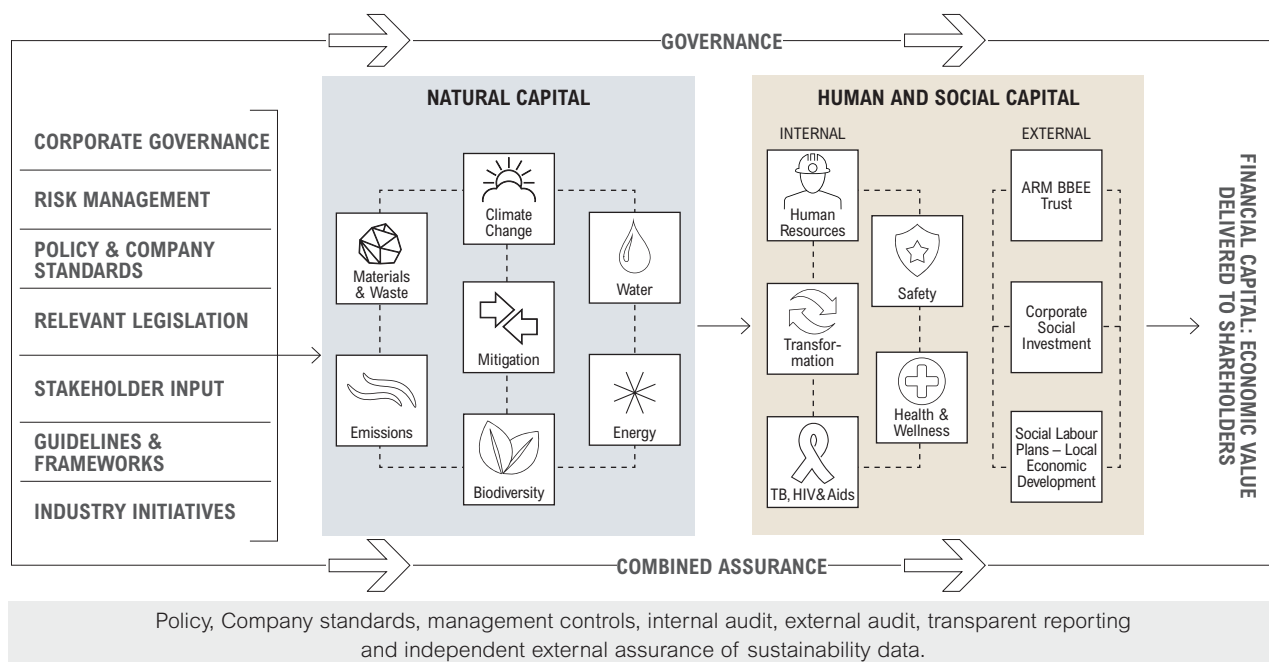 GOVERNANCE
CORPORATE GOVERNANCE
RISK MANAGEMENT
POLICY & COMPANY
STANDARDS
RELEVANT LEGISLATION
STAKEHOLDER INPUT
GUIDELINES &
FRAMEWORKS
INDUSTRY INITIATIVES
NATURAL CAPITAL
Climate
Change
Materials
& Waste
Water
Mitigation
Emissions
Energy
Biodiversity
HUMAN AND SOCIAL CAPITAL
INTERNAL
Human
Resources
Safety
Transfor-
mation
Health &
Wellness
TB, HIV & Aids
EXTERNAL
ARM BBEE
Trust
Corporate
Social
Investment
Social Labour
Plans – Local
Economic
Development
FINANCIAL CAPITAL: ECONOMIC VALUE
DELIVERED TO SHAREHOLDERS
COMBINED ASSURANCE
Policy, Company standards, management controls, internal audit, external audit, transparent reporting
and independent external assurance of sustainability data.